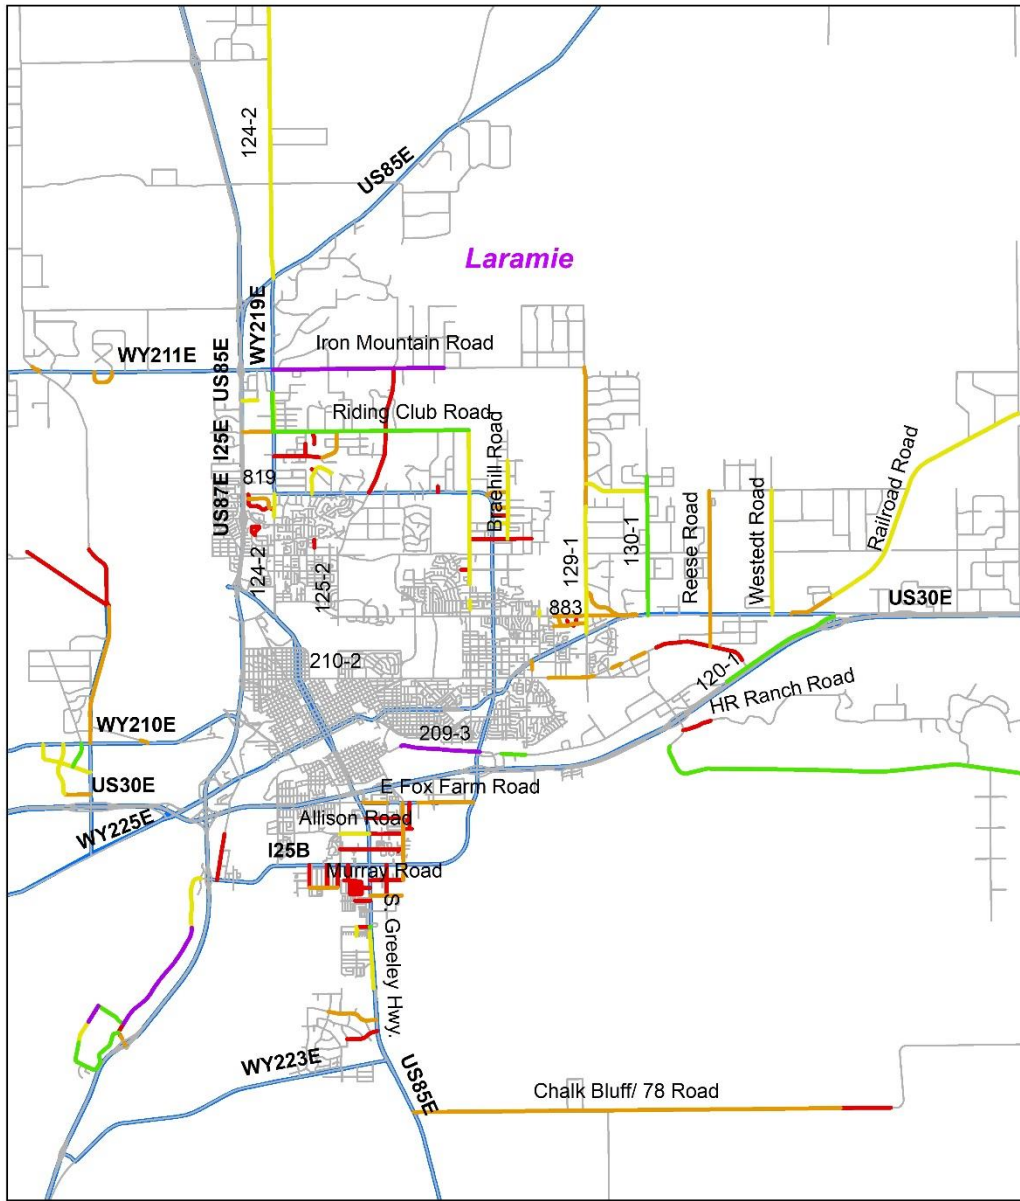 124-2
US85E
Laramie
WY219E
Iron Mountain Road
WY211E
US85E
Riding Club Road
I25E
Braehill Road
819
US87E
Railroad Road
124-2
125-2
129-1
130-1
Reese Road
Westedt Road
883
US30E
210-2
120-1
HR Ranch Road
WY210E
209-3
US30E
E Fox Farm Road
WY225E
Allison Road
I25B
Murray Road
S. Greeley Hwy.
WY223E
US85E
Chalk Bluff/ 78 Road